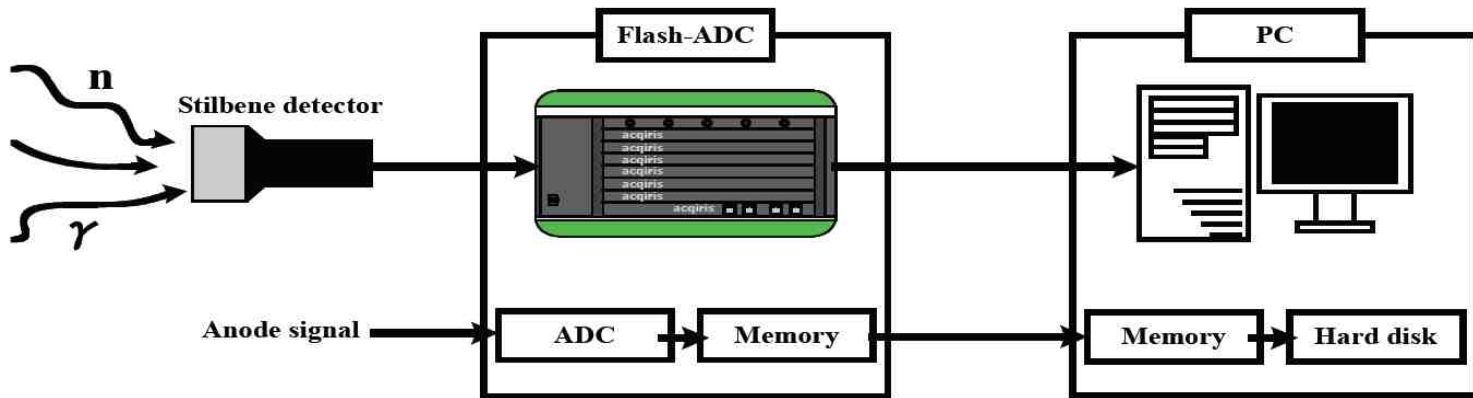 Flash-ADC
PC
n
Stilbene detector
γ
acqiris
acqiris
acqiris
acqiris
acqiris
acqiris
acqiris
Anode signal
ADC
Memory
Memory
Hard disk